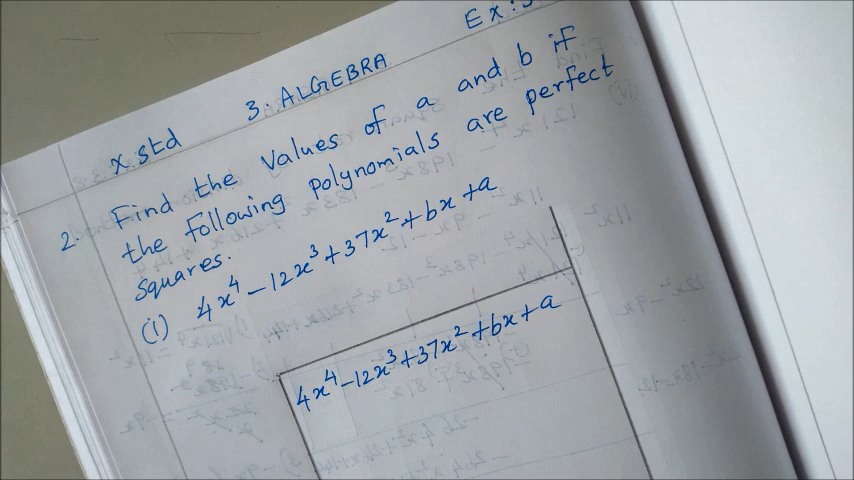 Ex:3
X.Std 3. ALGEBRA
2. Find the values of a and b if
the following polynomials are perfect
squares.
(i) 4x⁴ - 12x³ + 37x² + bx + a
4x⁴ - 12x³ + 37x² + bx + a